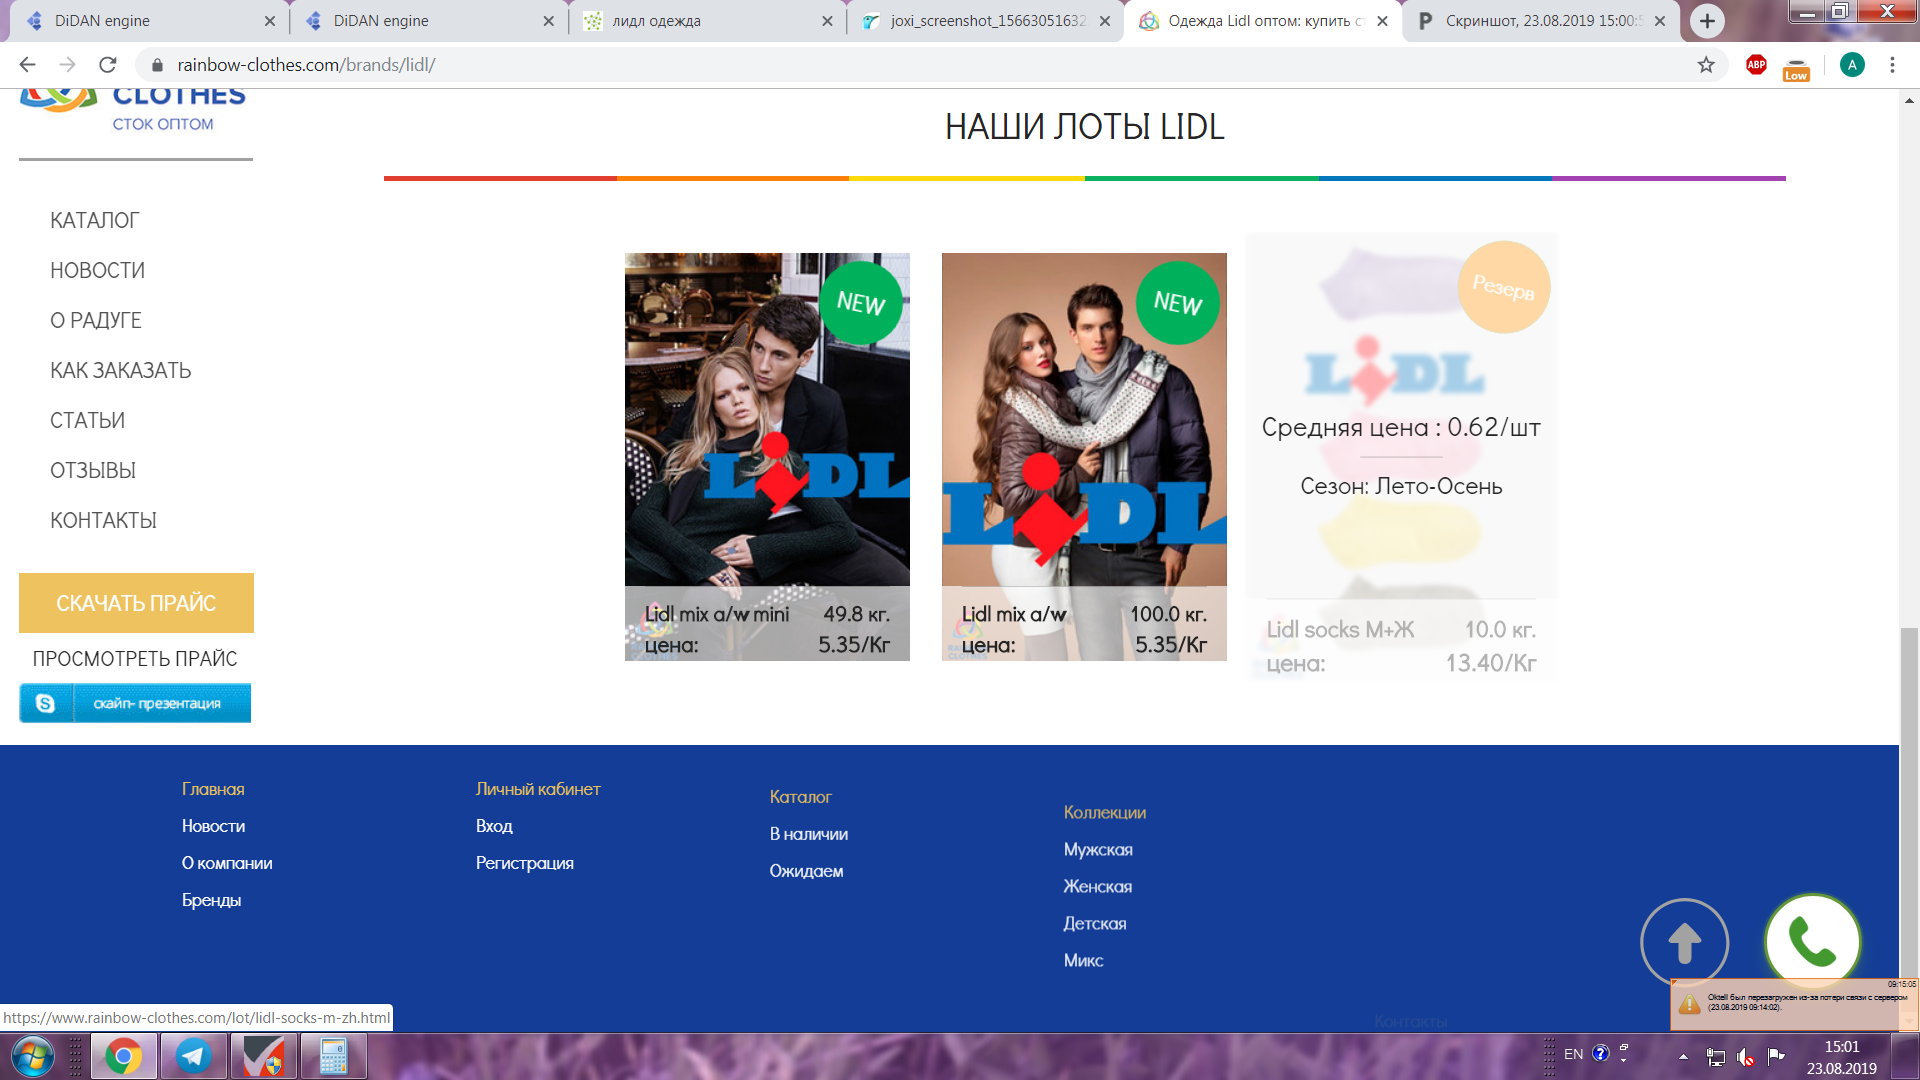 DiDAN engine
DiDAN engine
лидл одежда
joxi_screenshot_15663051632
Одежда Lidl оптом: купить ст
Скриншот, 23.08.2019 15:00:5
rainbow-clothes.com/brands/lidl/
ABP
Low
A
CLOTHES
СТОК ОПТОМ
КАТАЛОГ
НОВОСТИ
О РАДУГЕ
КАК ЗАКАЗАТЬ
СТАТЬИ
ОТЗЫВЫ
КОНТАКТЫ
СКАЧАТЬ ПРАЙС
ПРОСМОТРЕТЬ ПРАЙС
скайп- презентация
НАШИ ЛОТЫ LIDL
NEW
LIDL
Lidl mix a/w mini 49.8 кг.
цена: 5.35/Кг
NEW
LIDL
Lidl mix a/w 100.0 кг.
цена: 5.35/Кг
Резерв
LIDL
Средняя цена : 0.62/шт
Сезон: Лето-Осень
Lidl socks М+Ж 10.0 кг.
цена: 13.40/Кг
Главная
Новости
О компании
Бренды
Личный кабинет
Вход
Регистрация
Каталог
В наличии
Ожидаем
Коллекции
Мужская
Женская
Детская
Микс
Контакты
09:15:05
Oktell был перезагружен из-за потери связи с сервером
(23.08.2019 09:14:02).
https://www.rainbow-clothes.com/lot/lidl-socks-m-zh.html
EN
15:01
23.08.2019